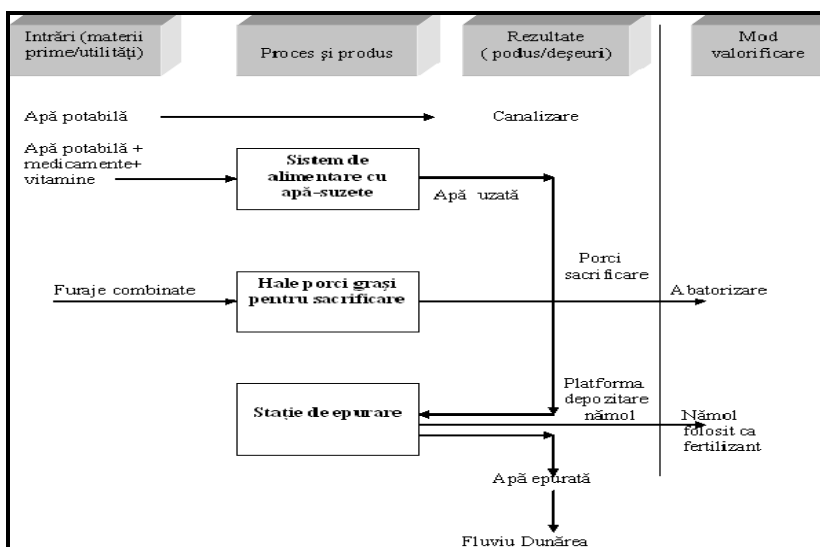 Intrări (materii
prime/utilități)
Proces și produs
Rezultate
( podus/deșeuri)
Mod
valorificare
Apă potabilă
Canalizare
Apă potabilă +
medicamente+
vitamine
Sistem de
alimentare cu
apă-suzete
Apă uzată
Porci
sacrificare
Furaje combinate
Hale porci grași
pentru sacrificare
Abatorizare
Stație de epurare
Platforma
depozitare
nămol
Nămol
folosit ca
fertilizant
Apă epurată
Fluviu Dunărea